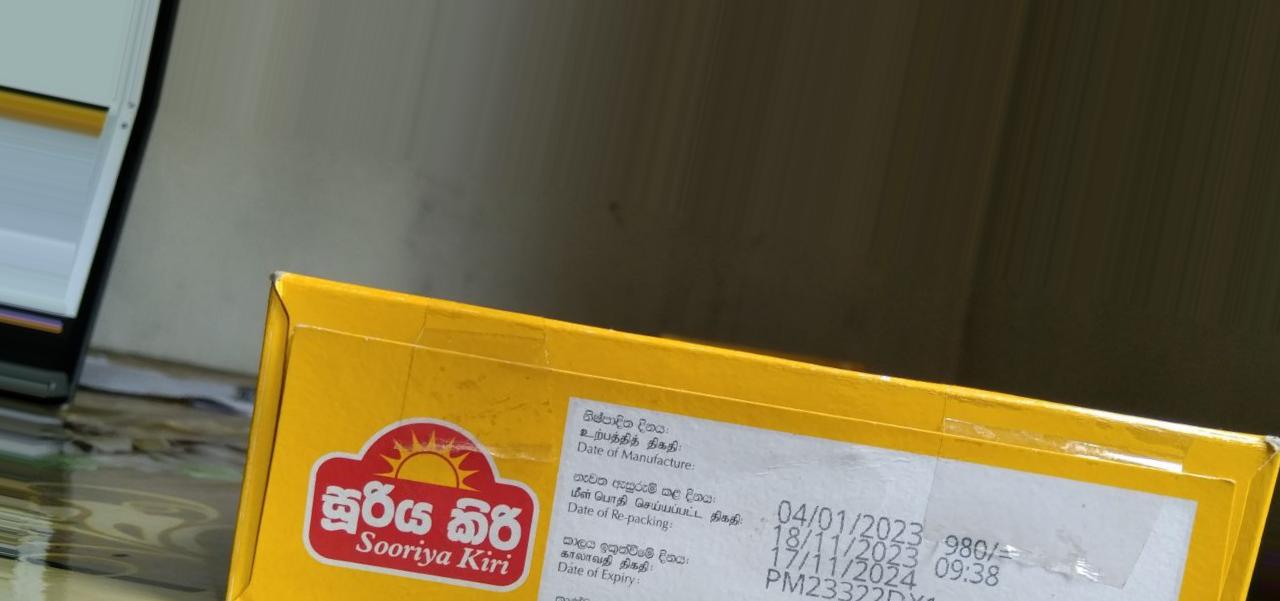 සූරිය කිරි
Sooriya Kiri
නිෂ්පාදිත දිනය:
உற்பத்தித் திகதி:
Date of Manufacture:
නැවත ඇසුරුම් කළ දිනය:
மீள் பொதி செய்யப்பட்ட திகதி:
Date of Re-packing:
කාලය ඉකුත්වීමේ දිනය:
காலாவதி திகதி:
Date of Expiry:
04/01/2023
18/11/2023 980/=
17/11/2024 09:38